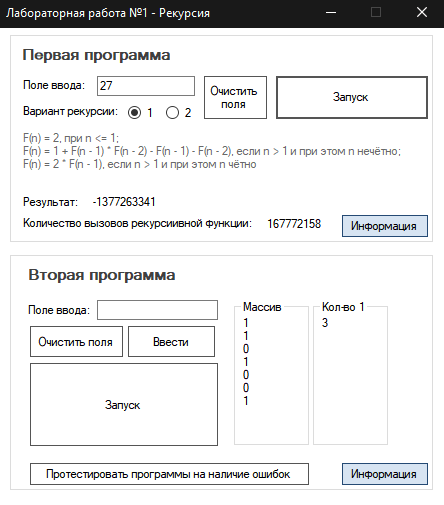 Лабораторная работа №1 - Рекурсия
Первая программа
Поле ввода: 27
Очистить поля
Запуск
Вариант рекурсии: 1 2
F(n) = 2, при n <= 1;
F(n) = 1 + F(n - 1) * F(n - 2) - F(n - 1) - F(n - 2), если n > 1 и при этом n нечётно;
F(n) = 2 * F(n - 1), если n > 1 и при этом n чётно
Результат: -1377263341
Количество вызовов рекурсиивной функции: 167772158
Информация
Вторая программа
Поле ввода:
Очистить поля
Ввести
Запуск
Массив
1
1
0
1
0
0
1
Кол-во 1
3
Протестировать программы на наличие ошибок
Информация